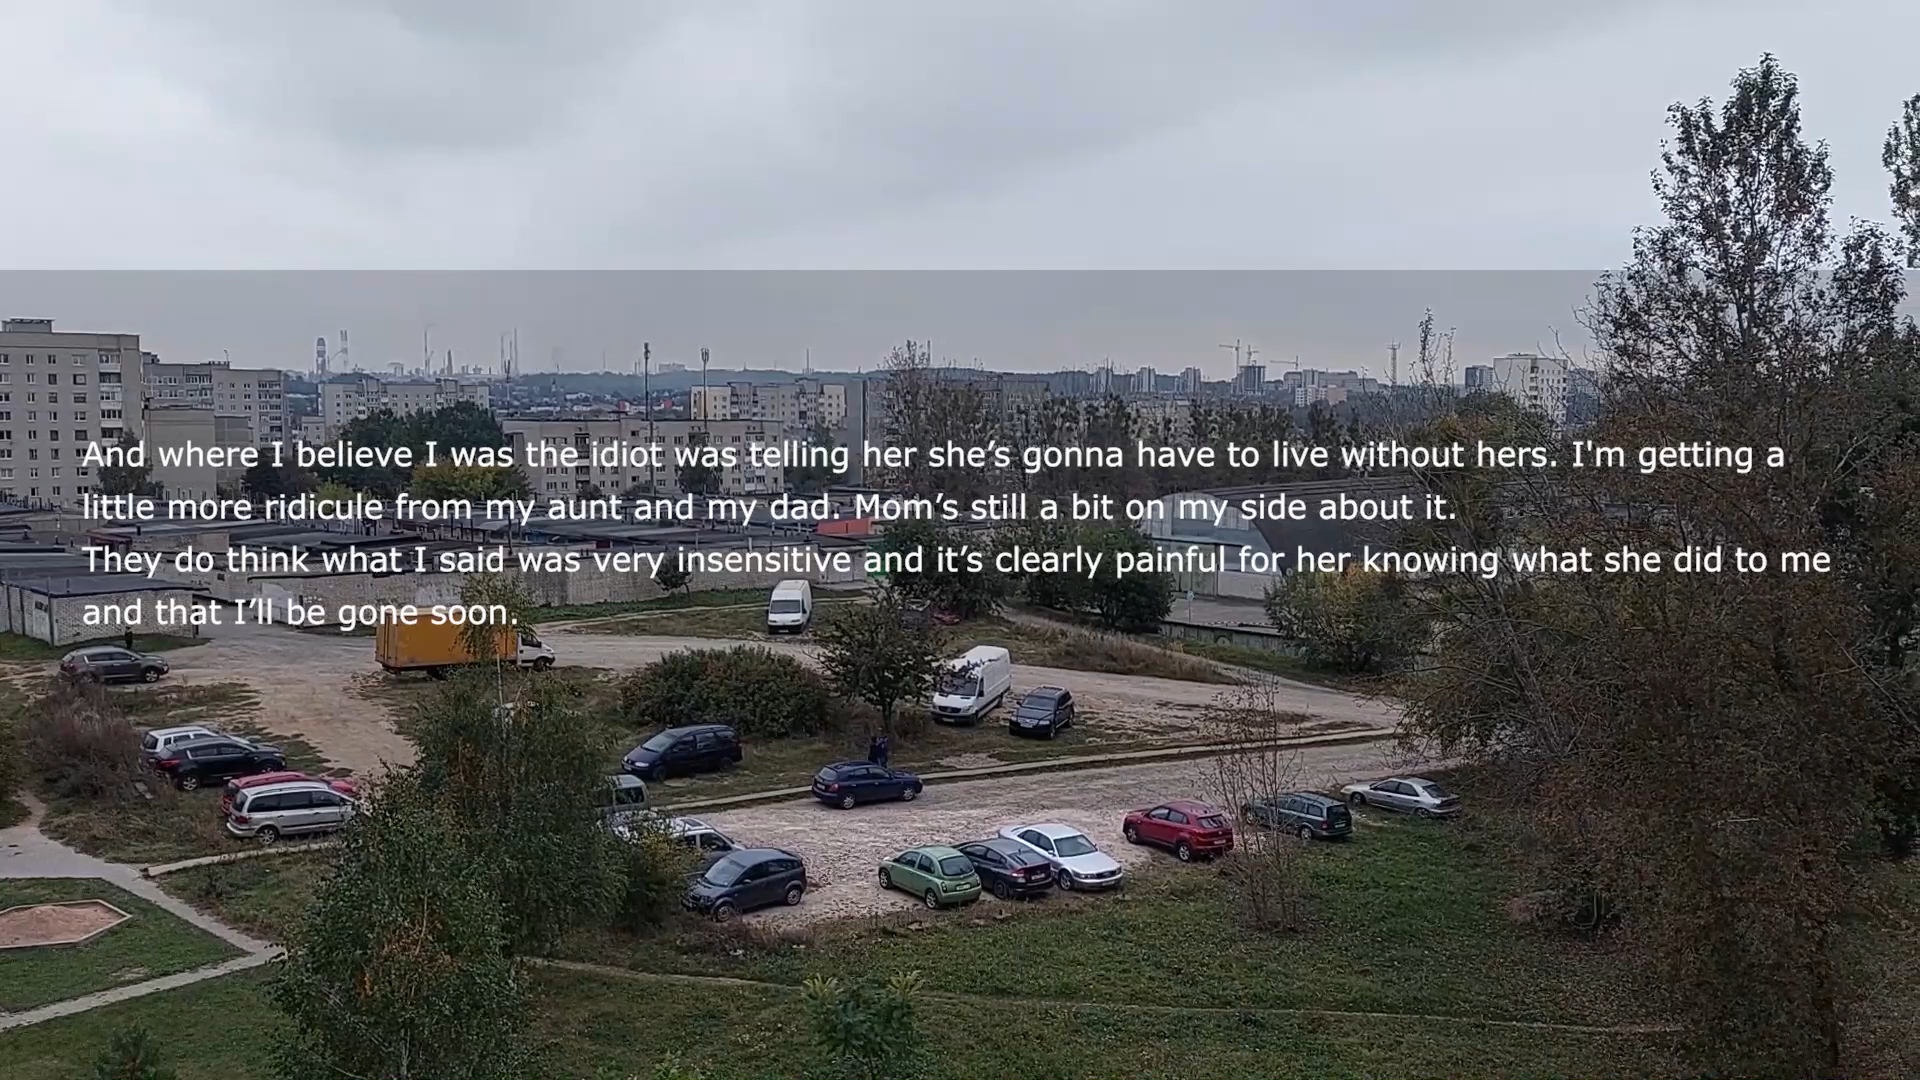 And where I believe I was the idiot was telling her she’s gonna have to live without hers. I'm getting a
little more ridicule from my aunt and my dad. Mom’s still a bit on my side about it.
They do think what I said was very insensitive and it’s clearly painful for her knowing what she did to me
and that I’ll be gone soon.